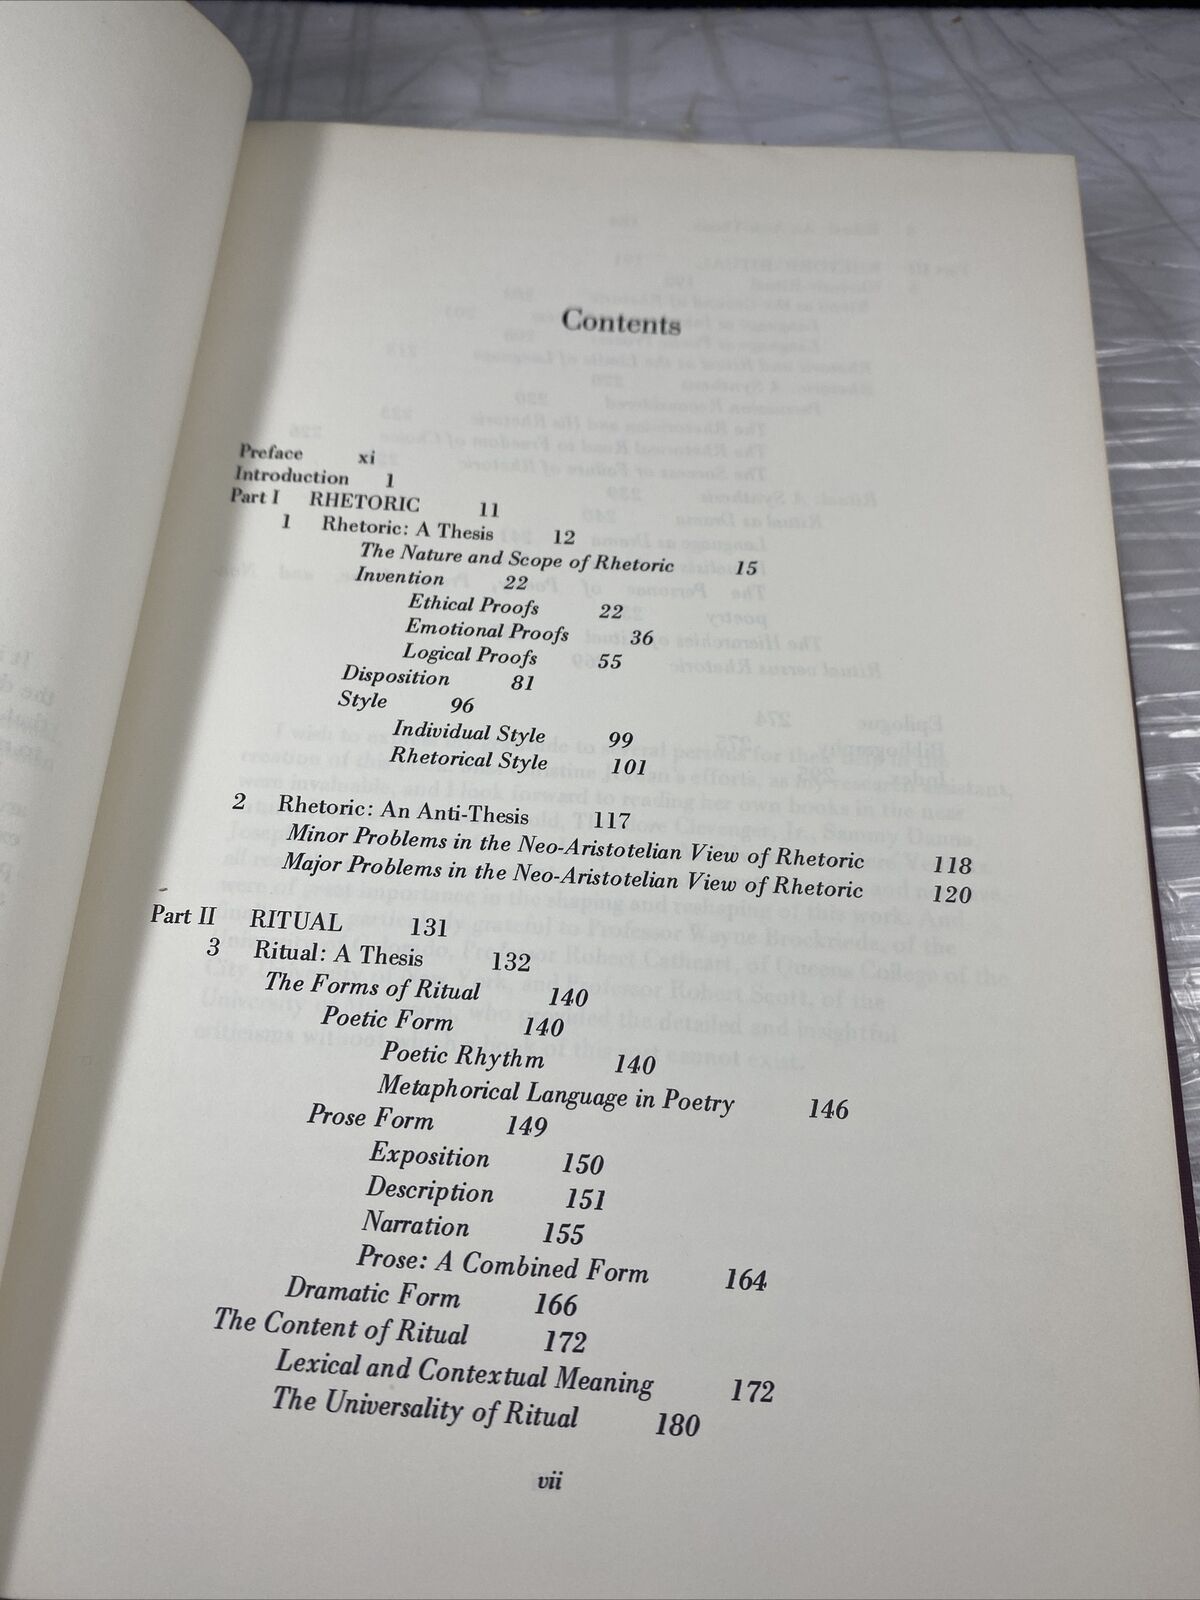 Contents
Preface xi
Introduction 1
Part I RHETORIC 11
1 Rhetoric: A Thesis 12
The Nature and Scope of Rhetoric 15
Invention 22
Ethical Proofs 22
Emotional Proofs 36
Logical Proofs 55
Disposition 81
Style 96
Individual Style 99
Rhetorical Style 101
2 Rhetoric: An Anti-Thesis 117
Minor Problems in the Neo-Aristotelian View of Rhetoric 118
Major Problems in the Neo-Aristotelian View of Rhetoric 120
Part II RITUAL 131
3 Ritual: A Thesis 132
The Forms of Ritual 140
Poetic Form 140
Poetic Rhythm 140
Metaphorical Language in Poetry 146
Prose Form 149
Exposition 150
Description 151
Narration 155
Prose: A Combined Form 164
Dramatic Form 166
The Content of Ritual 172
Lexical and Contextual Meaning 172
The Universality of Ritual 180
vii